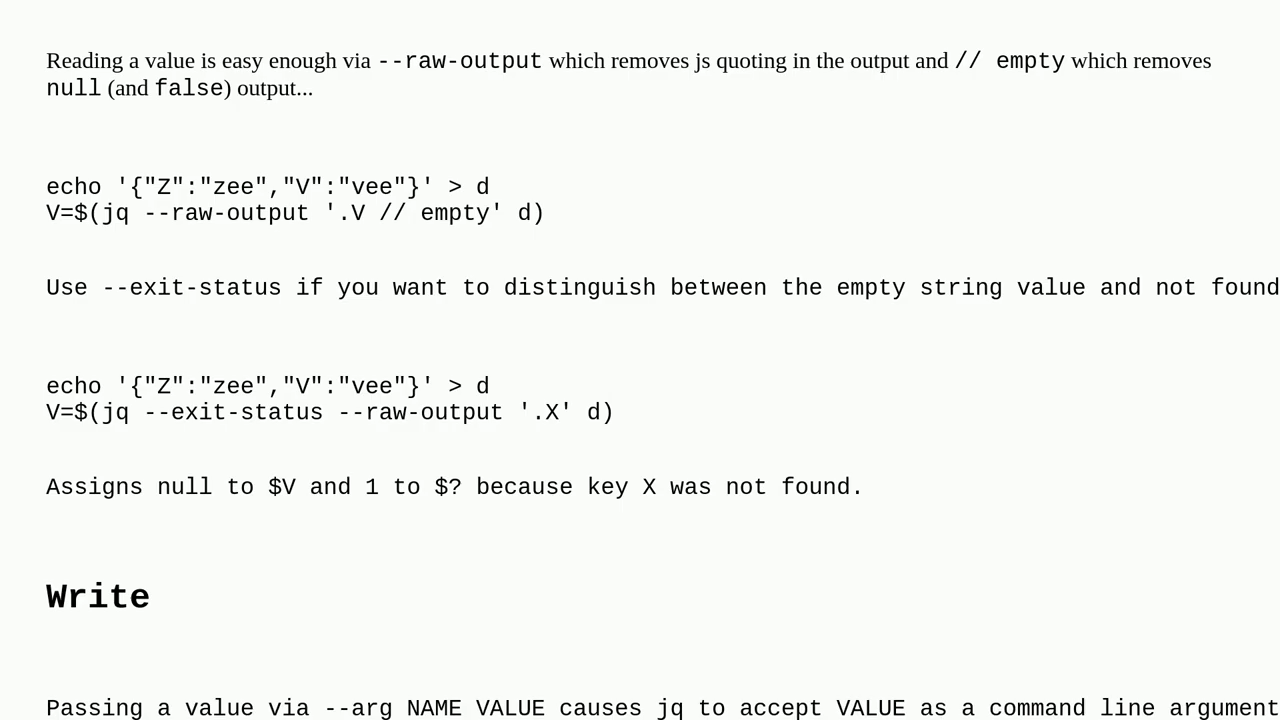 Reading a value is easy enough via --raw-output which removes js quoting in the output and // empty which removes
null (and false) output...
echo '{"Z":"zee","V":"vee"}' > d
V=$(jq --raw-output '.V // empty' d)
Use --exit-status if you want to distinguish between the empty string value and not found
echo '{"Z":"zee","V":"vee"}' > d
V=$(jq --exit-status --raw-output '.X' d)
Assigns null to $V and 1 to $? because key X was not found.
Write
Passing a value via --arg NAME VALUE causes jq to accept VALUE as a command line argument